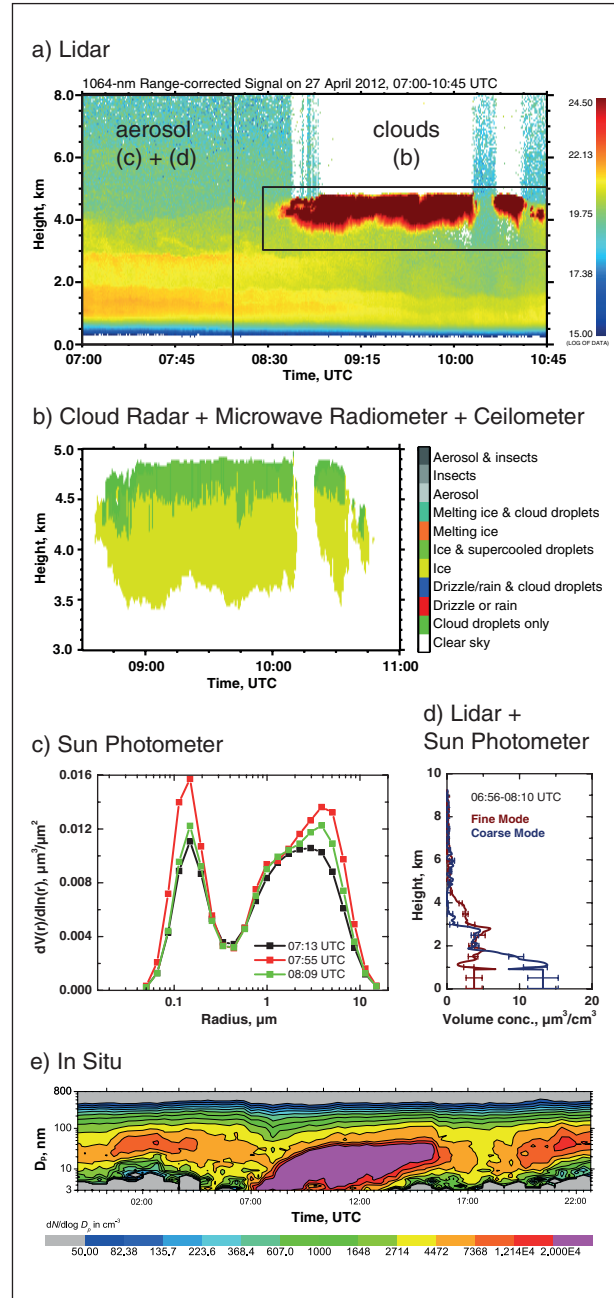 a) Lidar
1064-nm Range-corrected Signal on 27 April 2012, 07:00-10:45 UTC
8.0
6.0
4.0
2.0
0.0
Height, km
aerosol
(c) + (d)
clouds
(b)
24.50
22.13
19.75
17.38
15.00
(LOG OF DATA)
07:00 07:45 08:30 09:15 10:00 10:45
Time, UTC
b) Cloud Radar + Microwave Radiometer + Ceilometer
5.0
4.5
4.0
3.5
3.0
Height, km
09:00 10:00 11:00
Time, UTC
Aerosol & insects
Insects
Aerosol
Melting ice & cloud droplets
Melting ice
Ice & supercooled droplets
Ice
Drizzle/rain & cloud droplets
Drizzle or rain
Cloud droplets only
Clear sky
c) Sun Photometer
0.016
0.012
0.008
0.004
0.000
dV(r)/dln(r), µm³/µm²
07:13 UTC
07:55 UTC
08:09 UTC
0.1 1 10
Radius, µm
d) Lidar +
Sun Photometer
10
8
6
4
2
0
Height, km
06:56-08:10 UTC
Fine Mode
Coarse Mode
0 10 20
Volume conc., µm³/cm³
e) In Situ
800
100
10
3
Dₚ, nm
02:00 07:00 12:00 17:00 22:00
Time, UTC
dN/dlog Dₚ in cm⁻³
50.00 82.38 135.7 223.6 368.4 607.0 1000 1648 2714 4472 7368 1.214E4 2.000E4